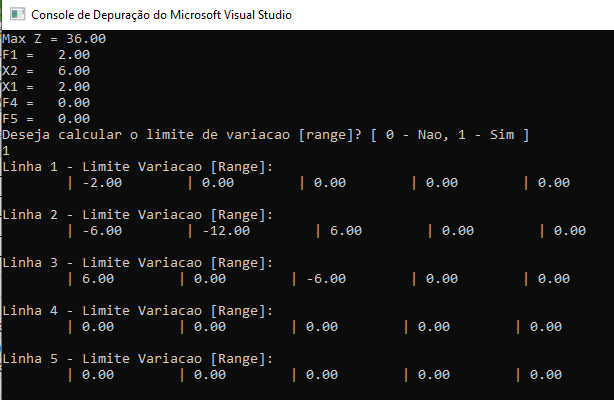 Console de Depuração do Microsoft Visual Studio
Max Z = 36.00
F1 =   2.00
X2 =   6.00
X1 =   2.00
F4 =   0.00
F5 =   0.00
Deseja calcular o limite de variacao [range]? [ 0 - Nao, 1 - Sim ]
1
Linha 1 - Limite Variacao [Range]:
| -2.00 | 0.00 | 0.00 | 0.00 | 0.00
Linha 2 - Limite Variacao [Range]:
| -6.00 | -12.00 | 6.00 | 0.00 | 0.00
Linha 3 - Limite Variacao [Range]:
| 6.00 | 0.00 | -6.00 | 0.00 | 0.00
Linha 4 - Limite Variacao [Range]:
| 0.00 | 0.00 | 0.00 | 0.00 | 0.00
Linha 5 - Limite Variacao [Range]:
| 0.00 | 0.00 | 0.00 | 0.00 | 0.00